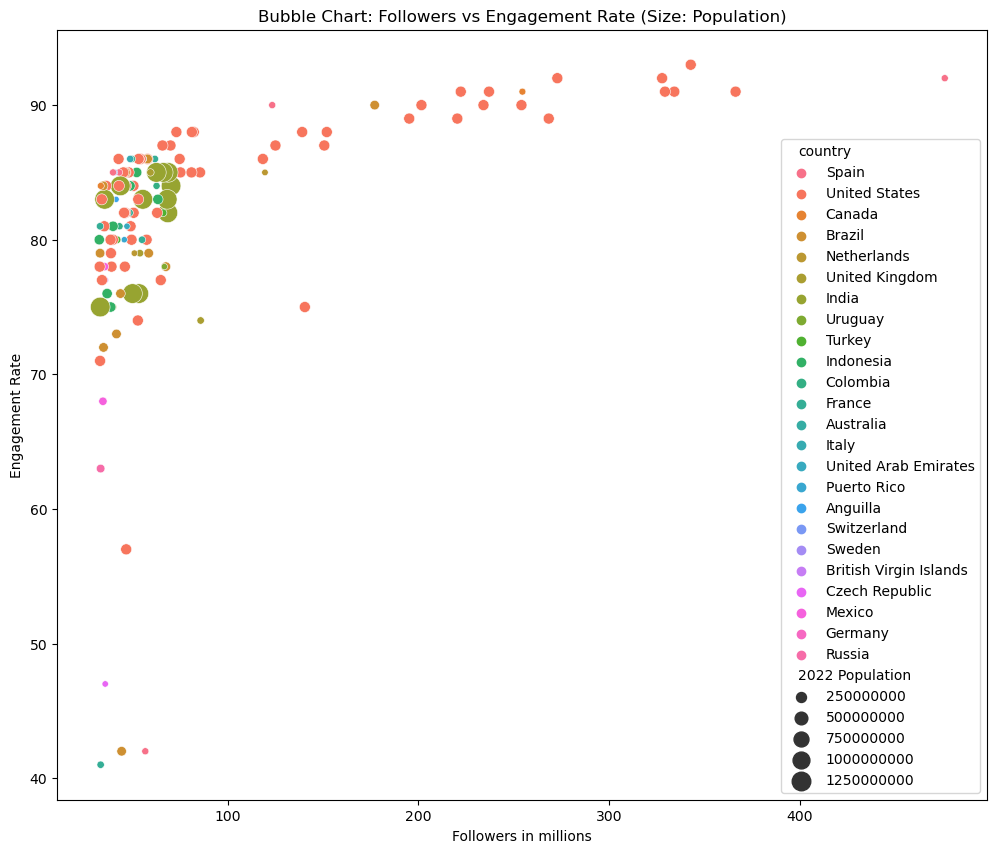 Bubble Chart: Followers vs Engagement Rate (Size: Population)
Engagement Rate
90
80
70
60
50
40
100
200
300
400
Followers in millions
country
Spain
United States
Canada
Brazil
Netherlands
United Kingdom
India
Uruguay
Turkey
Indonesia
Colombia
France
Australia
Italy
United Arab Emirates
Puerto Rico
Anguilla
Switzerland
Sweden
British Virgin Islands
Czech Republic
Mexico
Germany
Russia
2022 Population
250000000
500000000
750000000
1000000000
1250000000